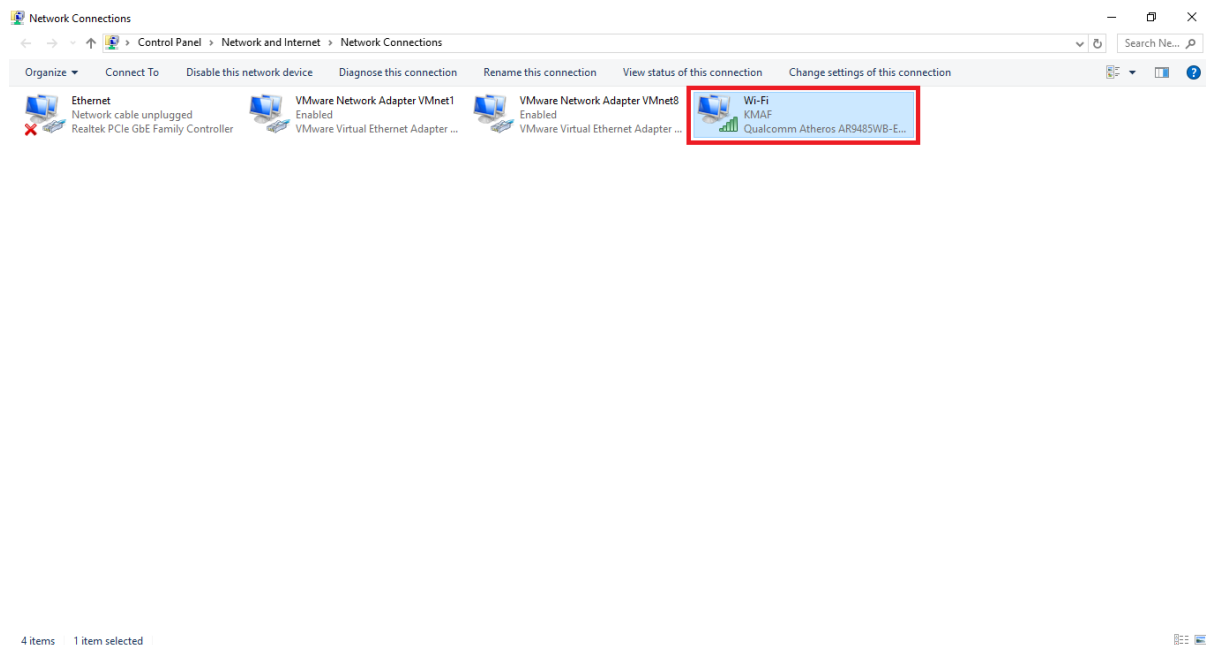 Network Connections
Control Panel › Network and Internet › Network Connections
Search Ne...
Organize Connect To Disable this network device Diagnose this connection Rename this connection View status of this connection Change settings of this connection
Ethernet
Network cable unplugged
Realtek PCIe GbE Family Controller
VMware Network Adapter VMnet1
Enabled
VMware Virtual Ethernet Adapter ...
VMware Network Adapter VMnet8
Enabled
VMware Virtual Ethernet Adapter ...
Wi-Fi
KMAF
Qualcomm Atheros AR9485WB-E...
4 items 1 item selected